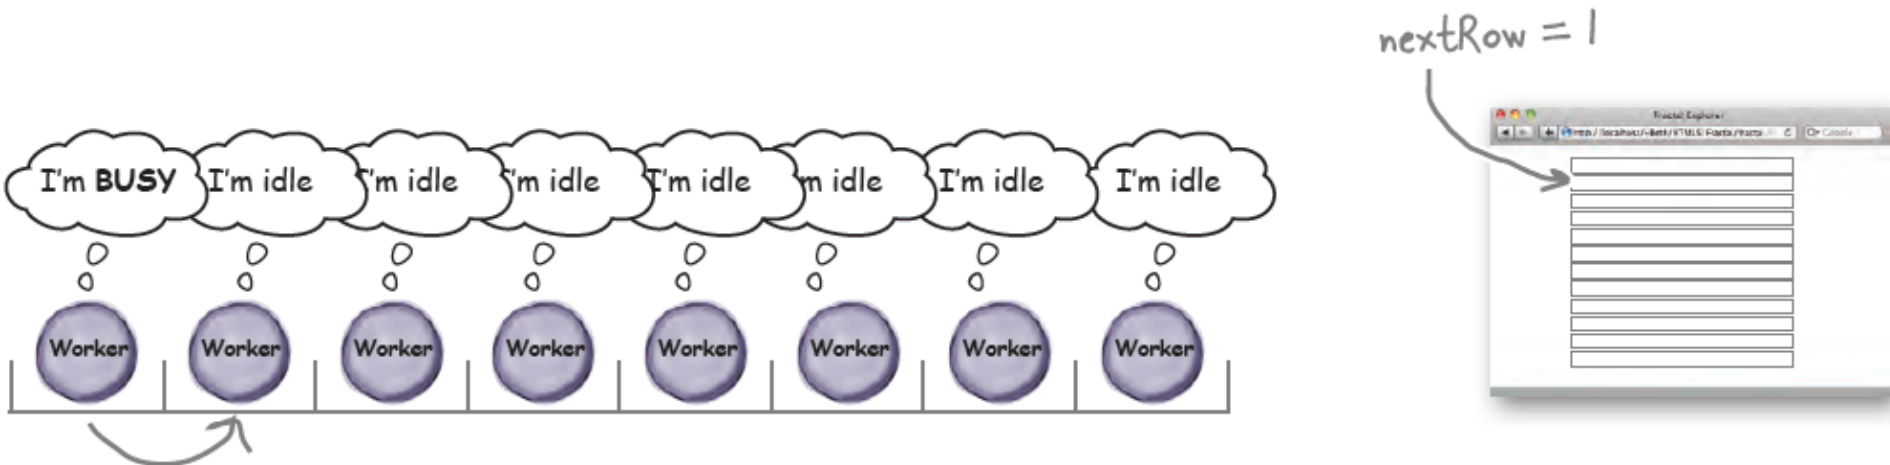 nextRow = 1
Fractal Explorer
I'm BUSY
I'm idle
I'm idle
'm idle
I'm idle
m idle
I'm idle
I'm idle
Worker
Worker
Worker
Worker
Worker
Worker
Worker
Worker